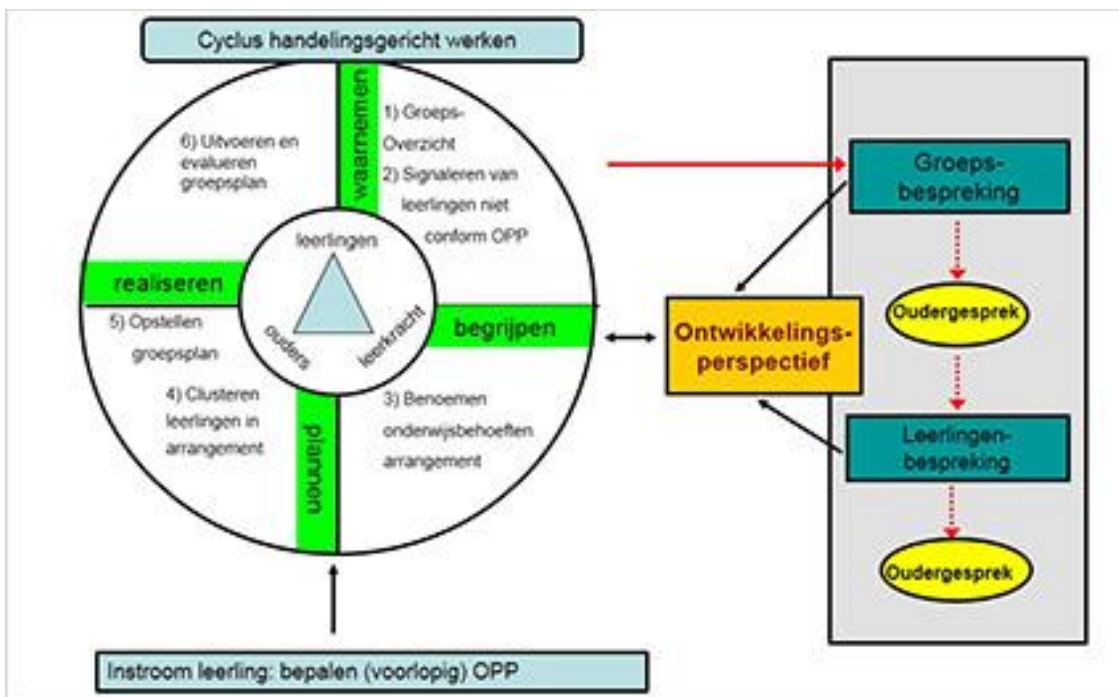 Cyclus handelingsgericht werken
waarnemen
1) Groeps-
Overzicht
2) Signaleren van
leerlingen niet
conform OPP
begrijpen
3) Benoemen
onderwijsbehoeften
arrangement
plannen
4) Clusteren
leerlingen in
arrangement
5) Opstellen
groepsplan
realiseren
6) Uitvoeren en
evalueren
groepsplan
leerlingen
ouders
leerkracht
Instroom leerling: bepalen (voorlopig) OPP
Ontwikkelings-
perspectief
Groeps-
bespreking
Oudergesprek
Leerlingen-
bespreking
Oudergesprek